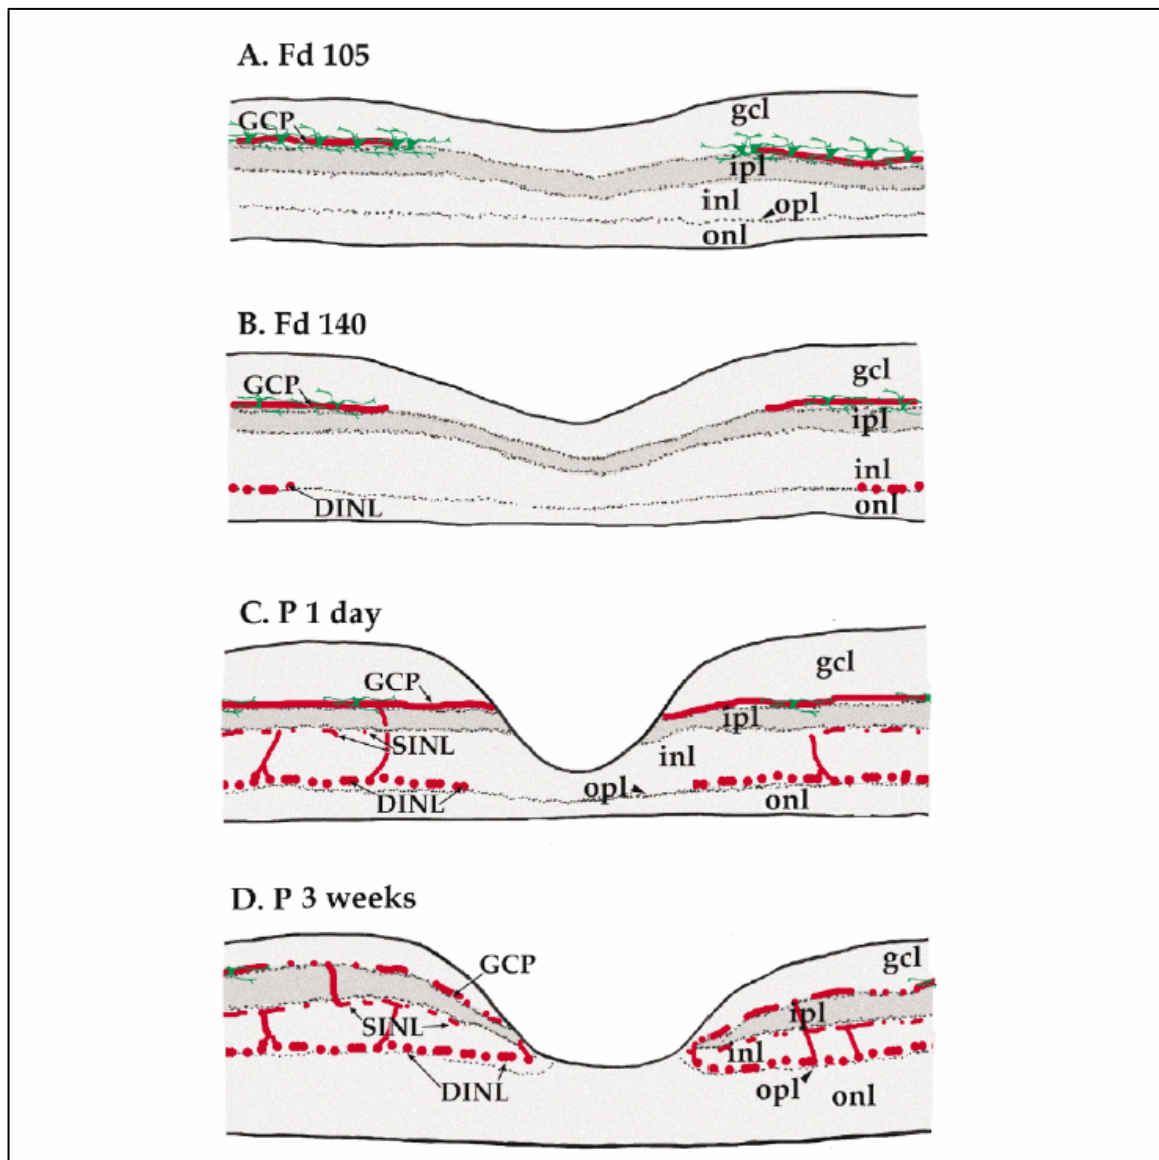 A. Fd 105
GCP
gcl
ipl
inl
opl
onl
B. Fd 140
GCP
gcl
ipl
inl
DINL
onl
C. P 1 day
GCP
gcl
ipl
SINL
inl
DINL
opl
onl
D. P 3 weeks
GCP
gcl
ipl
SINL
inl
DINL
opl
onl